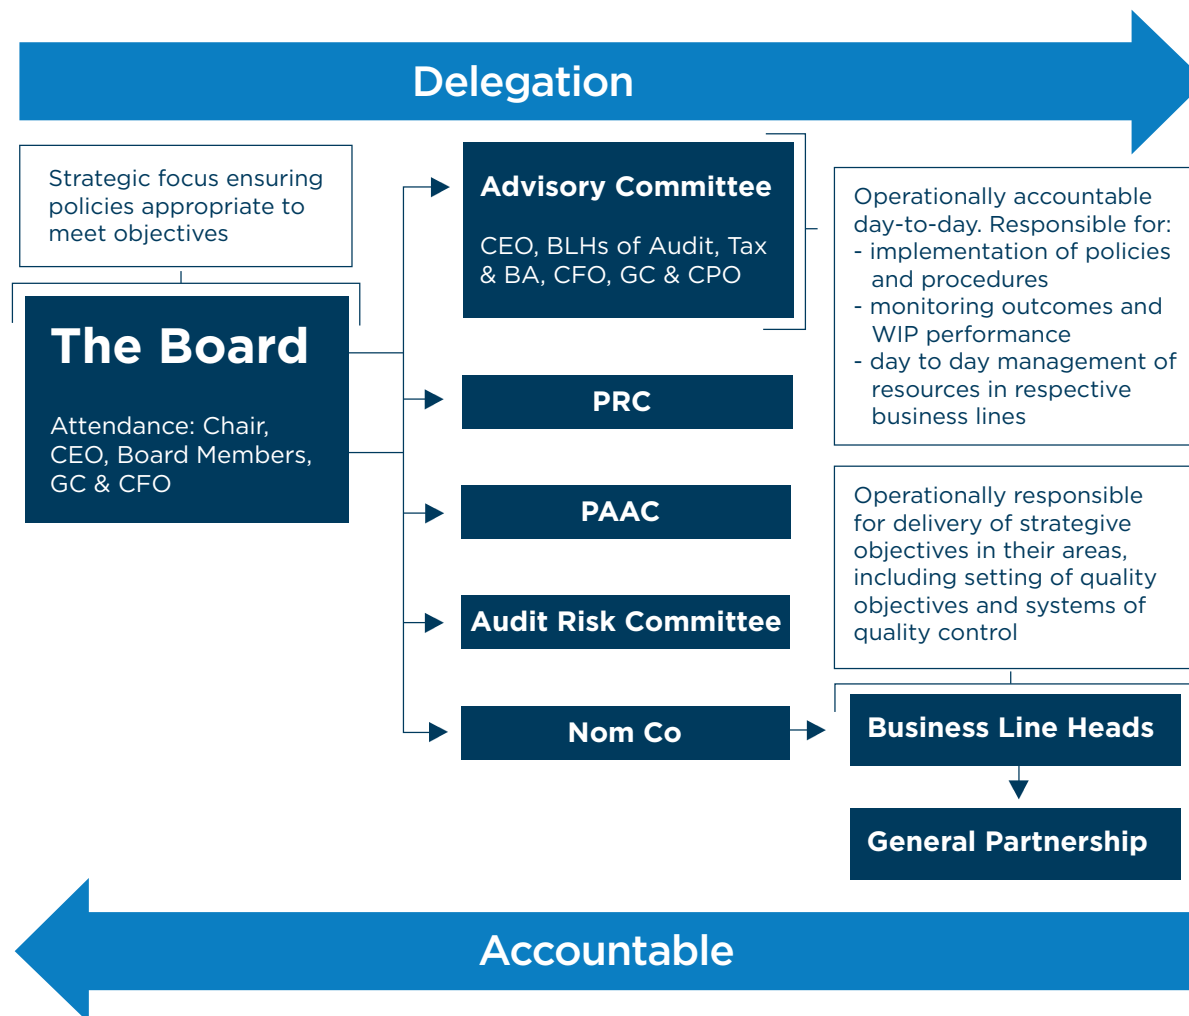 Delegation
Strategic focus ensuring
policies appropriate to
meet objectives
The Board
Attendance: Chair,
CEO, Board Members,
GC & CFO
Advisory Committee
CEO, BLHs of Audit, Tax
& BA, CFO, GC & CPO
PRC
PAAC
Audit Risk Committee
Nom Co
Operationally accountable
day-to-day. Responsible for:
- implementation of policies
and procedures
- monitoring outcomes and
WIP performance
- day to day management of
resources in respective
business lines
Operationally responsible
for delivery of strategive
objectives in their areas,
including setting of quality
objectives and systems of
quality control
Business Line Heads
General Partnership
Accountable